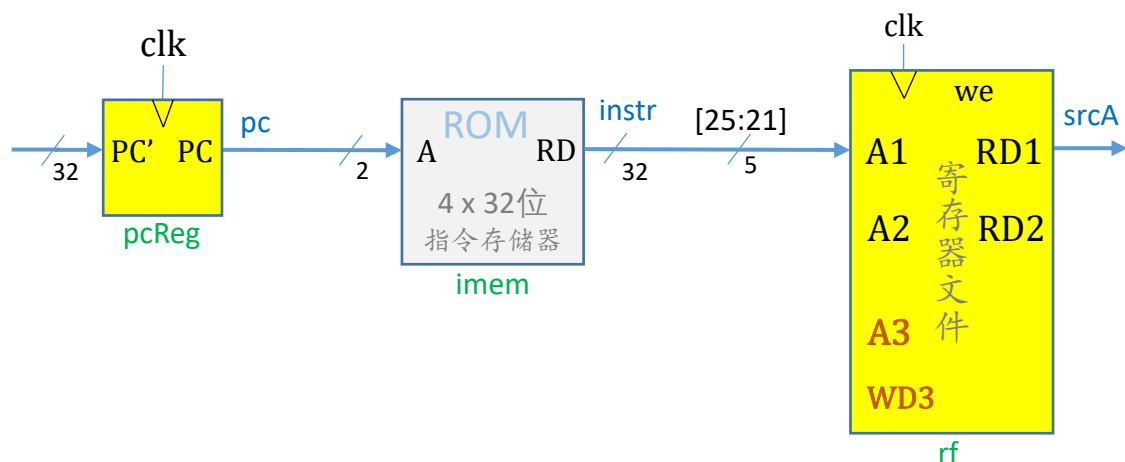 clk
PC’ PC
32
pcReg
pc
2
ROM
A RD
4 x 32位
指令存储器
imem
instr
32
[25:21]
5
clk
we
A1 RD1
A2 RD2
A3
WD3
寄存器文件
rf
srcA